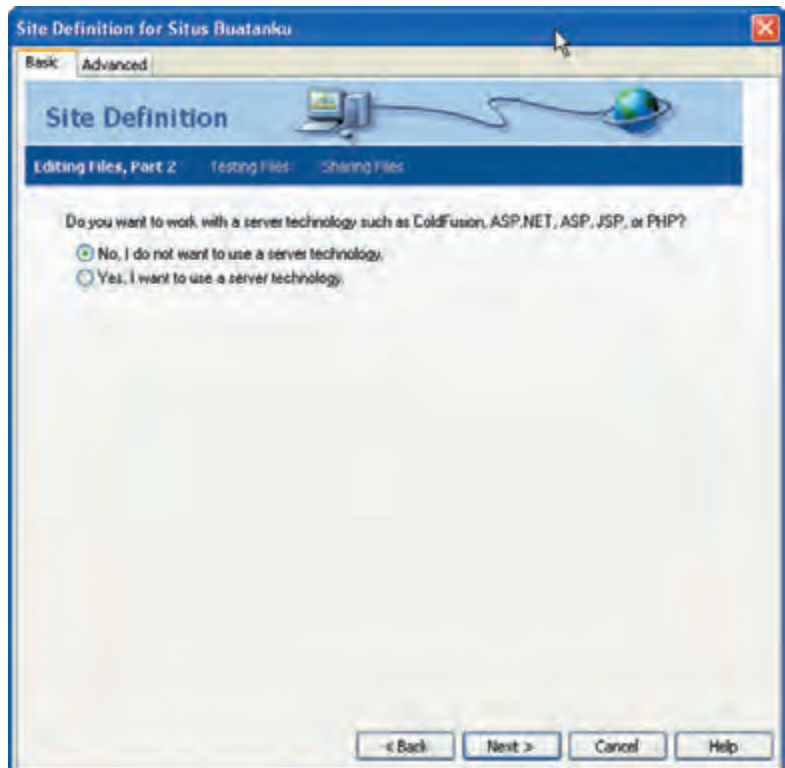 Site Definition for Situs Buatanku
Basic Advanced
Site Definition
Editing Files, Part 2 Testing Files Sharing Files
Do you want to work with a server technology such as ColdFusion, ASP.NET, ASP, JSP, or PHP?
No, I do not want to use a server technology.
Yes, I want to use a server technology.
< Back Next > Cancel Help